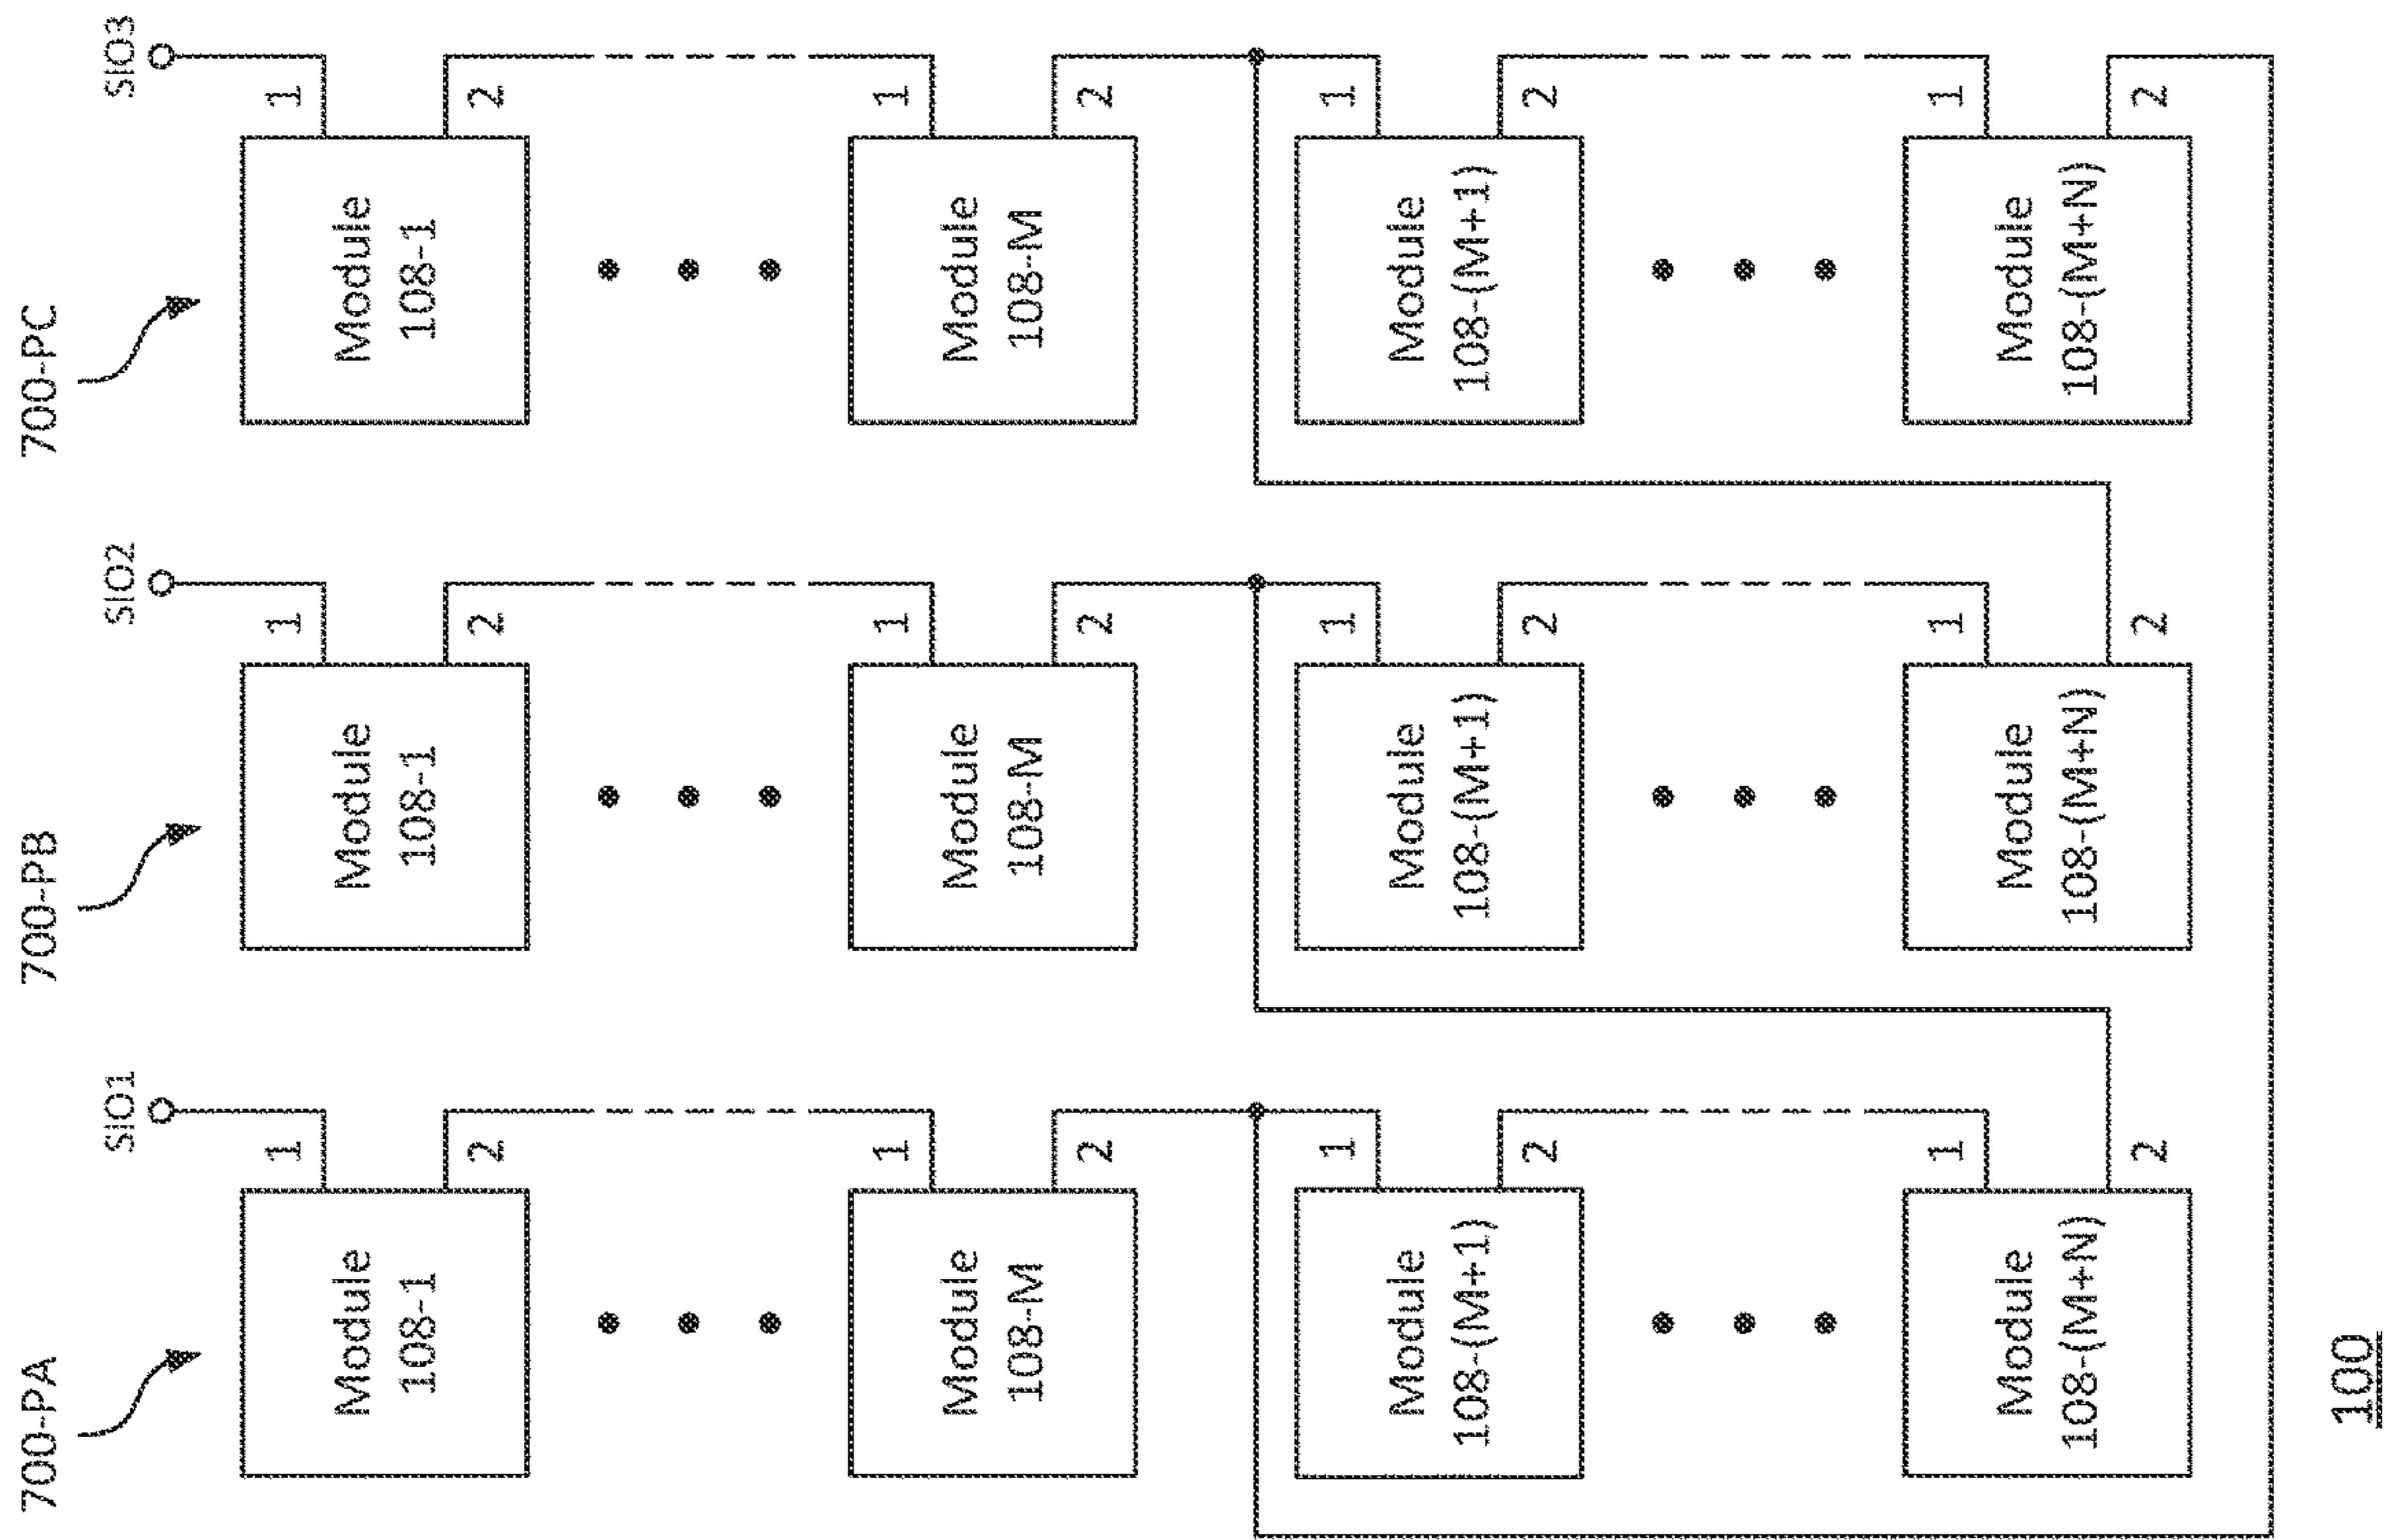 700-PA
700-PB
700-PC
SIO1
SIO2
SIO3
1
1
1
Module
108-1
Module
108-1
Module
108-1
2
2
2
1
1
1
Module
108-M
Module
108-M
Module
108-M
2
2
2
1
1
1
Module
108-(M+1)
Module
108-(M+1)
Module
108-(M+1)
2
2
2
1
1
1
Module
108-(M+N)
Module
108-(M+N)
Module
108-(M+N)
2
2
2
100